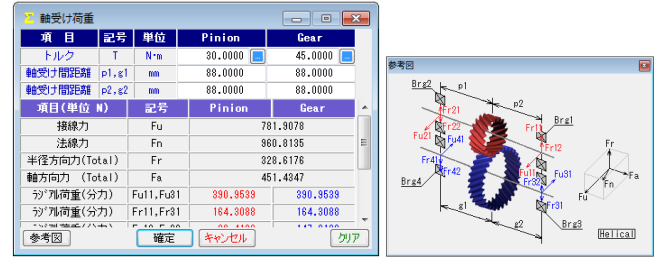 Σ 軸受け荷重
項 目 記号 単位 Pinion Gear
トルク T N・m 30.0000 ... 45.0000 ...
軸受け間距離 p1,g1 mm 88.0000 88.0000
軸受け間距離 p2,g2 mm 88.0000 88.0000
項目(単位 N) 記号 Pinion Gear
接線力 Fu 781.9078
法線力 Fn 960.8135
半径方向力(Total) Fr 328.6176
軸方向力 (Total) Fa 451.4347
ﾗｼﾞｱﾙ荷重(分力) Fu11,Fu31 390.9539 390.9539
ﾗｼﾞｱﾙ荷重(分力) Fr11,Fr31 164.3088 164.3088
参考図 確定 キャンセル クリア
参考図
Brg2 p1
p2
Brg1
Fr21
Fr11
Fr22
Fu21
Fu41
Fr12
Fr
Fr41
Fu11
Fu31
Fa
Fr42
Fr32
Fn
Brg4
Fu
Fr31
g1
g2
Brg3
Helical